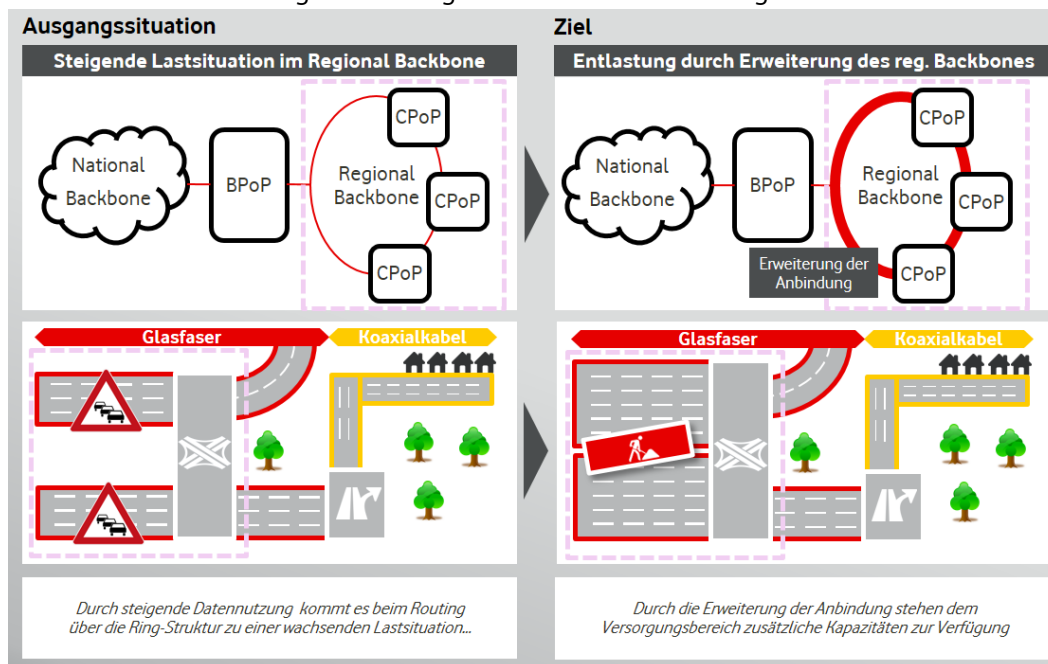 Ausgangssituation
Steigende Lastsituation im Regional Backbone
National
Backbone
BPoP
Regional
Backbone
CPoP
CPoP
CPoP
Glasfaser
Koaxialkabel
Durch steigende Datennutzung kommt es beim Routing
über die Ring-Struktur zu einer wachsenden Lastsituation...
Ziel
Entlastung durch Erweiterung des reg. Backbones
National
Backbone
BPoP
Regional
Backbone
CPoP
CPoP
CPoP
Erweiterung der
Anbindung
Glasfaser
Koaxialkabel
Durch die Erweiterung der Anbindung stehen dem
Versorgungsbereich zusätzliche Kapazitäten zur Verfügung